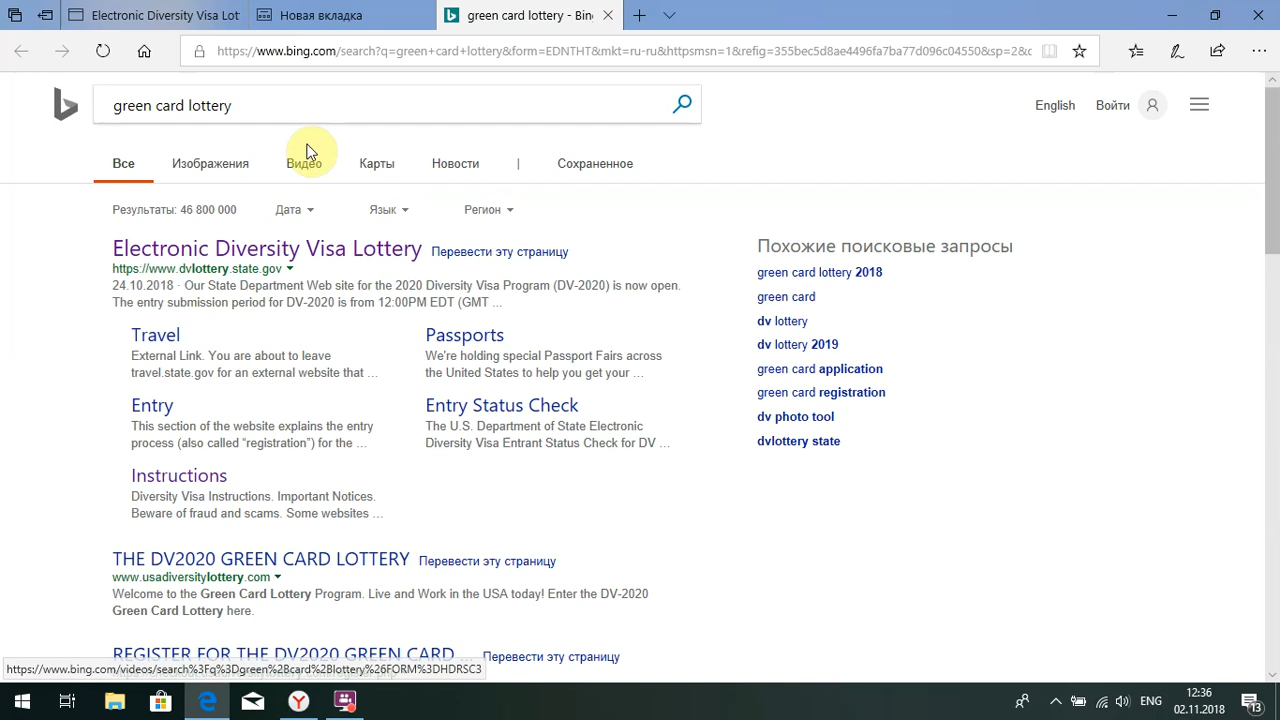 Electronic Diversity Visa Lot
Новая вкладка
green card lottery - Bing
https://www.bing.com/search?q=green+card+lottery&form=EDNTHT&mkt=ru-ru&httpsmsn=1&refig=355bec5d8ae4496fa7ba77d096c04550&sp=2&c
green card lottery
English
Войти
Все
Изображения
Видео
Карты
Новости
|
Сохраненное
Результаты: 46 800 000
Дата
Язык
Регион
Electronic Diversity Visa Lottery Перевести эту страницу
https://www.dvlottery.state.gov
24.10.2018 · Our State Department Web site for the 2020 Diversity Visa Program (DV-2020) is now open.
The entry submission period for DV-2020 is from 12:00PM EDT (GMT ...
Travel
External Link. You are about to leave
travel.state.gov for an external website that ...
Passports
We're holding special Passport Fairs across
the United States to help you get your ...
Entry
This section of the website explains the entry
process (also called “registration”) for the ...
Entry Status Check
The U.S. Department of State Electronic
Diversity Visa Entrant Status Check for DV ...
Instructions
Diversity Visa Instructions. Important Notices.
Beware of fraud and scams. Some websites ...
THE DV2020 GREEN CARD LOTTERY Перевести эту страницу
www.usadiversitylottery.com
Welcome to the Green Card Lottery Program. Live and Work in the USA today! Enter the DV-2020
Green Card Lottery here.
REGISTER FOR THE DV2020 GREEN CARD ... Перевести эту страницу
Похожие поисковые запросы
green card lottery 2018
green card
dv lottery
dv lottery 2019
green card application
green card registration
dv photo tool
dvlottery state
https://www.bing.com/videos/search%3Fq%3Dgreen%2Bcard%2Blottery%26FORM%3DHDRSC3
ENG
12:36
02.11.2018
13